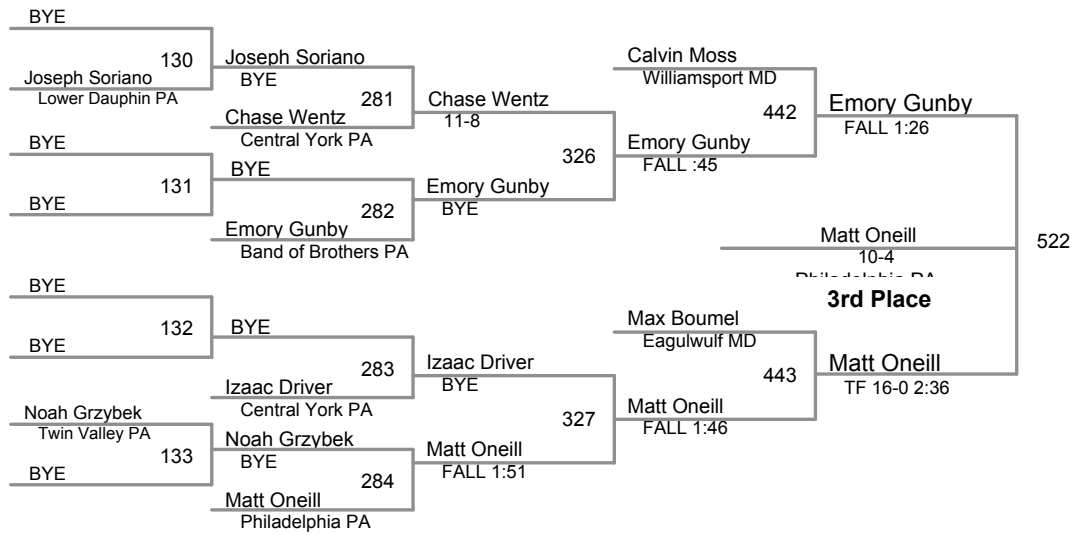 BYE
130
Joseph Soriano
Lower Dauphin PA
BYE
131
BYE
BYE
132
BYE
Noah Grzybek
Twin Valley PA
133
BYE
Joseph Soriano
BYE
281
Chase Wentz
Central York PA
BYE
282
Emory Gunby
Band of Brothers PA
BYE
283
Izaac Driver
Central York PA
Noah Grzybek
BYE
284
Matt Oneill
Philadelphia PA
Chase Wentz
11-8
326
Emory Gunby
BYE
Izaac Driver
BYE
327
Matt Oneill
FALL 1:51
Calvin Moss
Williamsport MD
442
Emory Gunby
FALL :45
Max Boumel
Eagulwulf MD
443
Matt Oneill
FALL 1:46
Emory Gunby
FALL 1:26
522
Matt Oneill
TF 16-0 2:36
Matt Oneill
10-4
Philadelphia PA
3rd Place